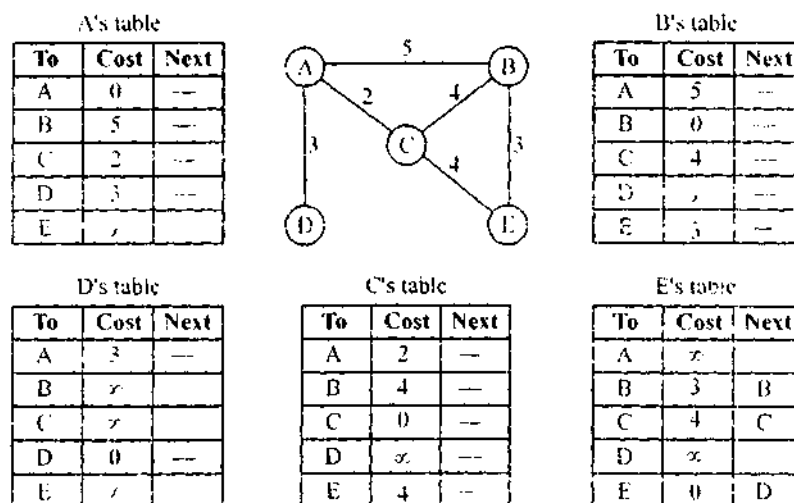 A's table
To Cost Next
A 0 —
B 5 —
C 2 —
D 3 —
E
5
A B
2 4
C
3 4 3
D E
B's table
To Cost Next
A 5 —
B 0 —
C 4 —
D —
E 3 —
D's table
To Cost Next
A 3 —
B ∞
C ∞
D 0 —
E
C's table
To Cost Next
A 2 —
B 4 —
C 0 —
D ∞ —
E 4 —
E's table
To Cost Next
A ∞
B 3 B
C 4 C
D ∞
E 0 D